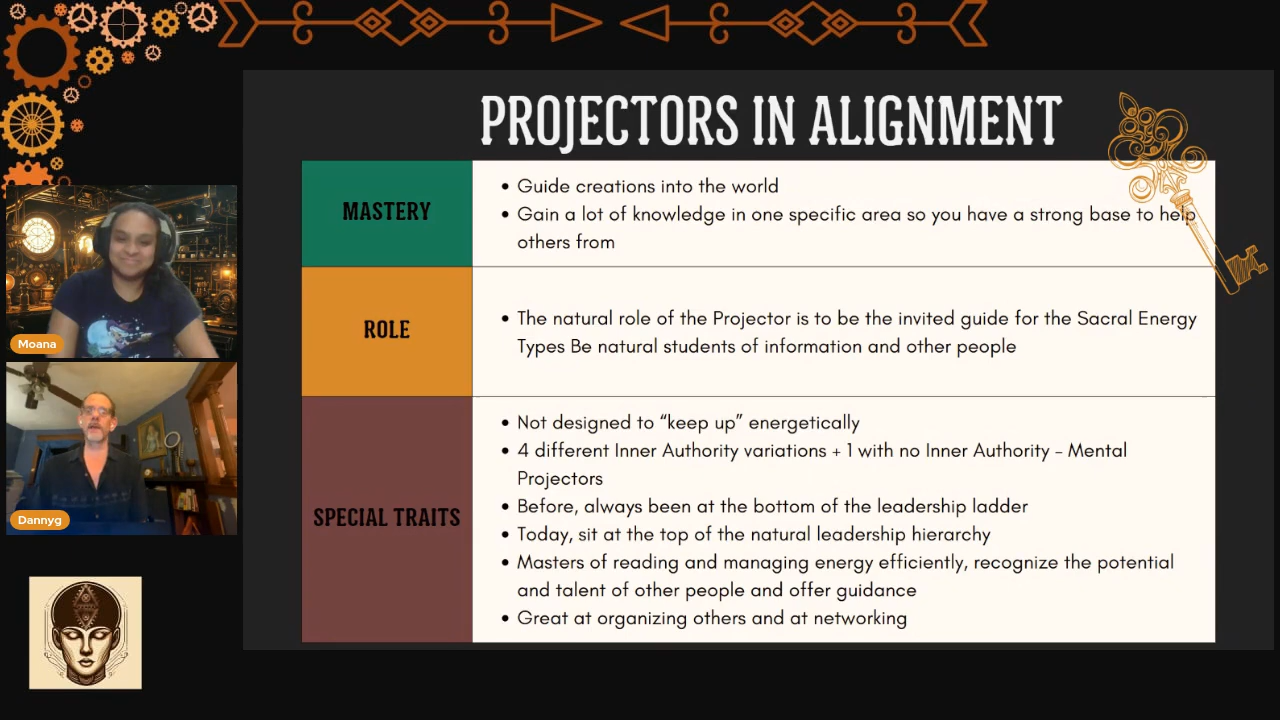 PROJECTORS IN ALIGNMENT
MASTERY
• Guide creations into the world
• Gain a lot of knowledge in one specific area so you have a strong base to help
others from
ROLE
• The natural role of the Projector is to be the invited guide for the Sacral Energy
Types Be natural students of information and other people
SPECIAL TRAITS
• Not designed to “keep up” energetically
• 4 different Inner Authority variations + 1 with no Inner Authority - Mental
Projectors
• Before, always been at the bottom of the leadership ladder
• Today, sit at the top of the natural leadership hierarchy
• Masters of reading and managing energy efficiently, recognize the potential
and talent of other people and offer guidance
• Great at organizing others and at networking
Moana
Dannyg